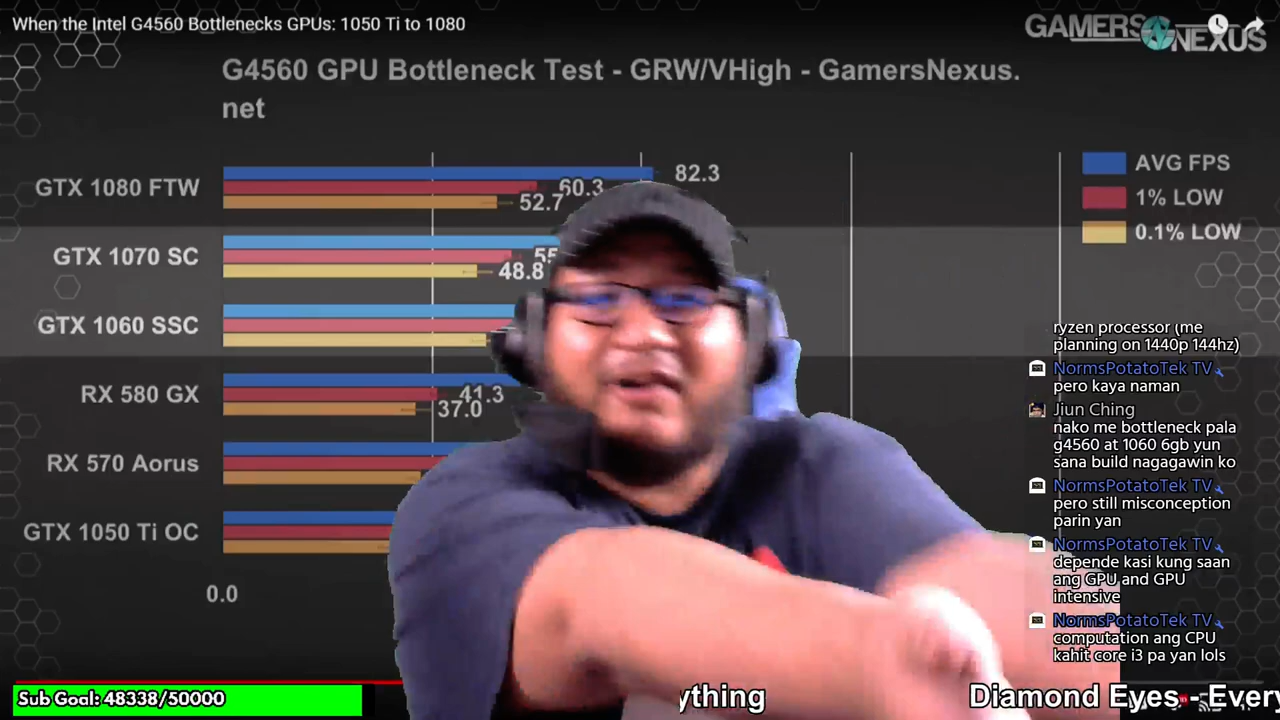 When the Intel G4560 Bottlenecks GPUs: 1050 Ti to 1080
GAMERS NEXUS
G4560 GPU Bottleneck Test - GRW/VHigh - GamersNexus.
net
GTX 1080 FTW
82.3
60.3
52.7
GTX 1070 SC
55
48.8
GTX 1060 SSC
RX 580 GX
41.3
37.0
RX 570 Aorus
GTX 1050 Ti OC
0.0
AVG FPS
1% LOW
0.1% LOW
ryzen processor (me
planning on 1440p 144hz)
NormsPotatoTek TV
pero kaya naman
Jiun Ching
nako me bottleneck pala
g4560 at 1060 6gb yun
sana build nagagawin ko
NormsPotatoTek TV
pero still misconception
parin yan
NormsPotatoTek TV
depende kasi kung saan
ang GPU and GPU
intensive
NormsPotatoTek TV
computation ang CPU
kahit core i3 pa yan lols
Sub Goal: 48338/50000
ything
Diamond Eyes - Every